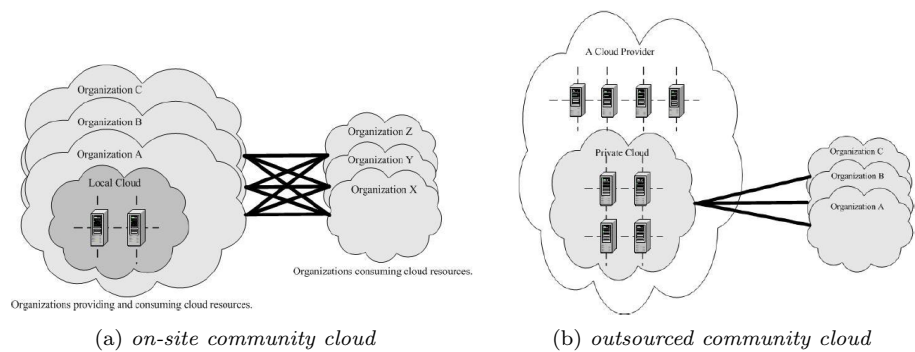 Organization C
Organization B
Organization A
Local Cloud
Organization Z
Organization Y
Organization X
Organizations consuming cloud resources.
Organizations providing and consuming cloud resources.
(a) on-site community cloud
A Cloud Provider
Private Cloud
Organization C
Organization B
Organization A
(b) outsourced community cloud